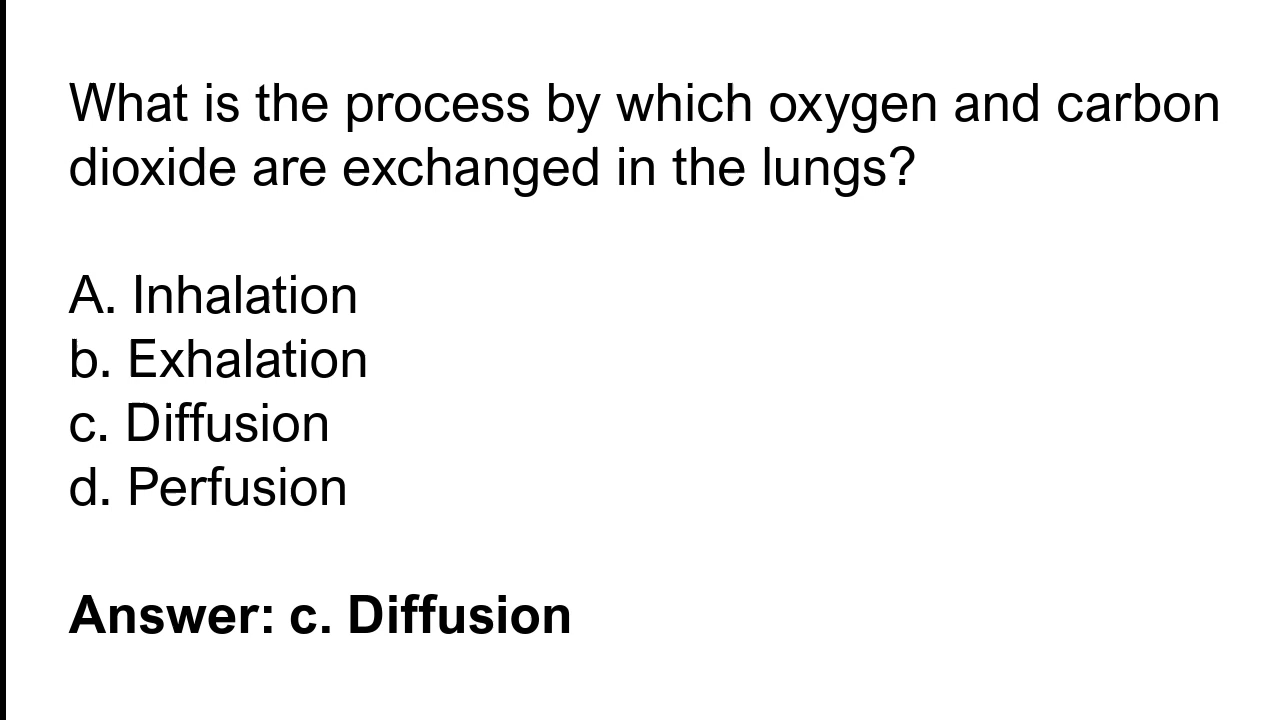 What is the process by which oxygen and carbon
dioxide are exchanged in the lungs?
A. Inhalation
b. Exhalation
c. Diffusion
d. Perfusion
Answer: c. Diffusion